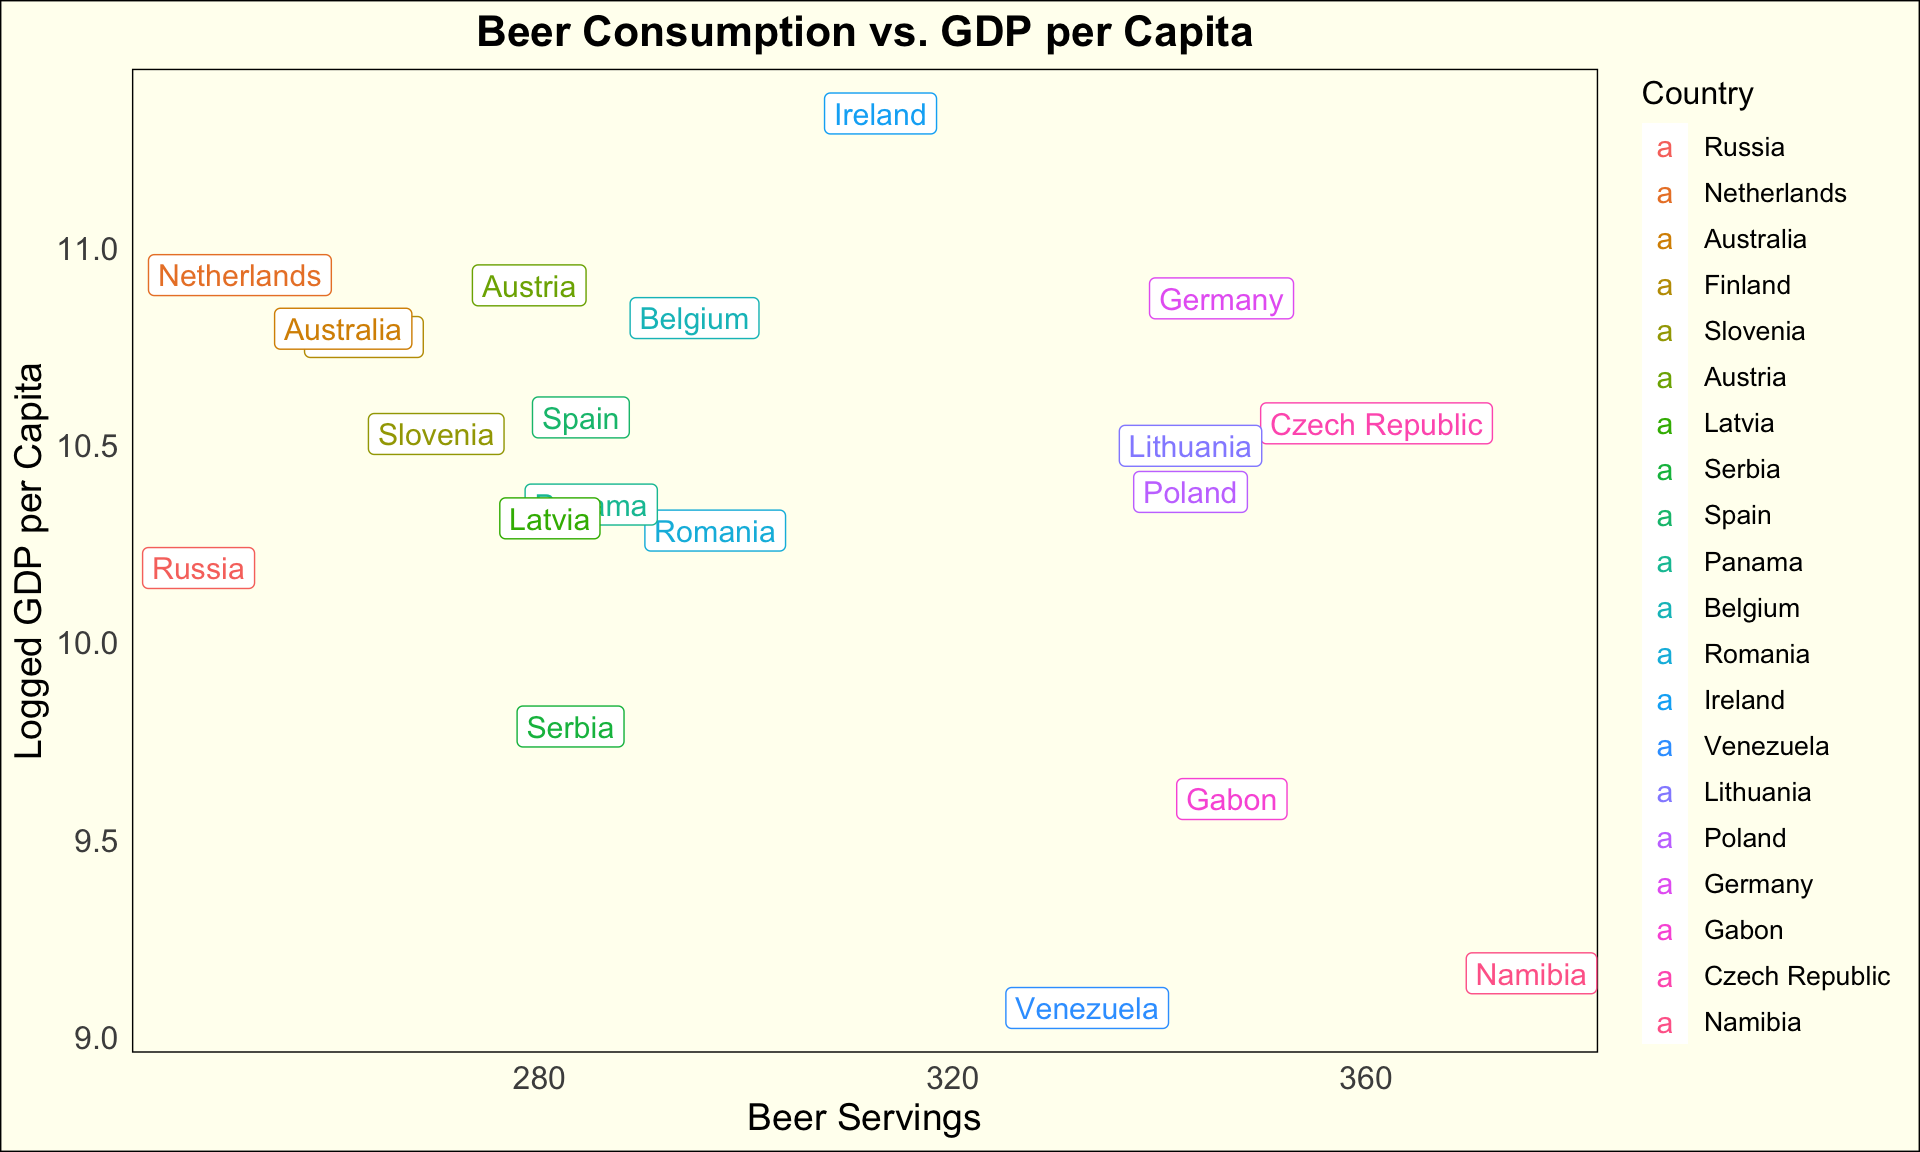 Beer Consumption vs. GDP per Capita
Logged GDP per Capita
11.0
10.5
10.0
9.5
9.0
Ireland
Netherlands
Austria
Germany
Belgium
Australia
Spain
Czech Republic
Slovenia
Lithuania
Poland
Latvia
ama
Romania
Russia
Serbia
Gabon
Namibia
Venezuela
280 320 360
Beer Servings
Country
a Russia
a Netherlands
a Australia
a Finland
a Slovenia
a Austria
a Latvia
a Serbia
a Spain
a Panama
a Belgium
a Romania
a Ireland
a Venezuela
a Lithuania
a Poland
a Germany
a Gabon
a Czech Republic
a Namibia